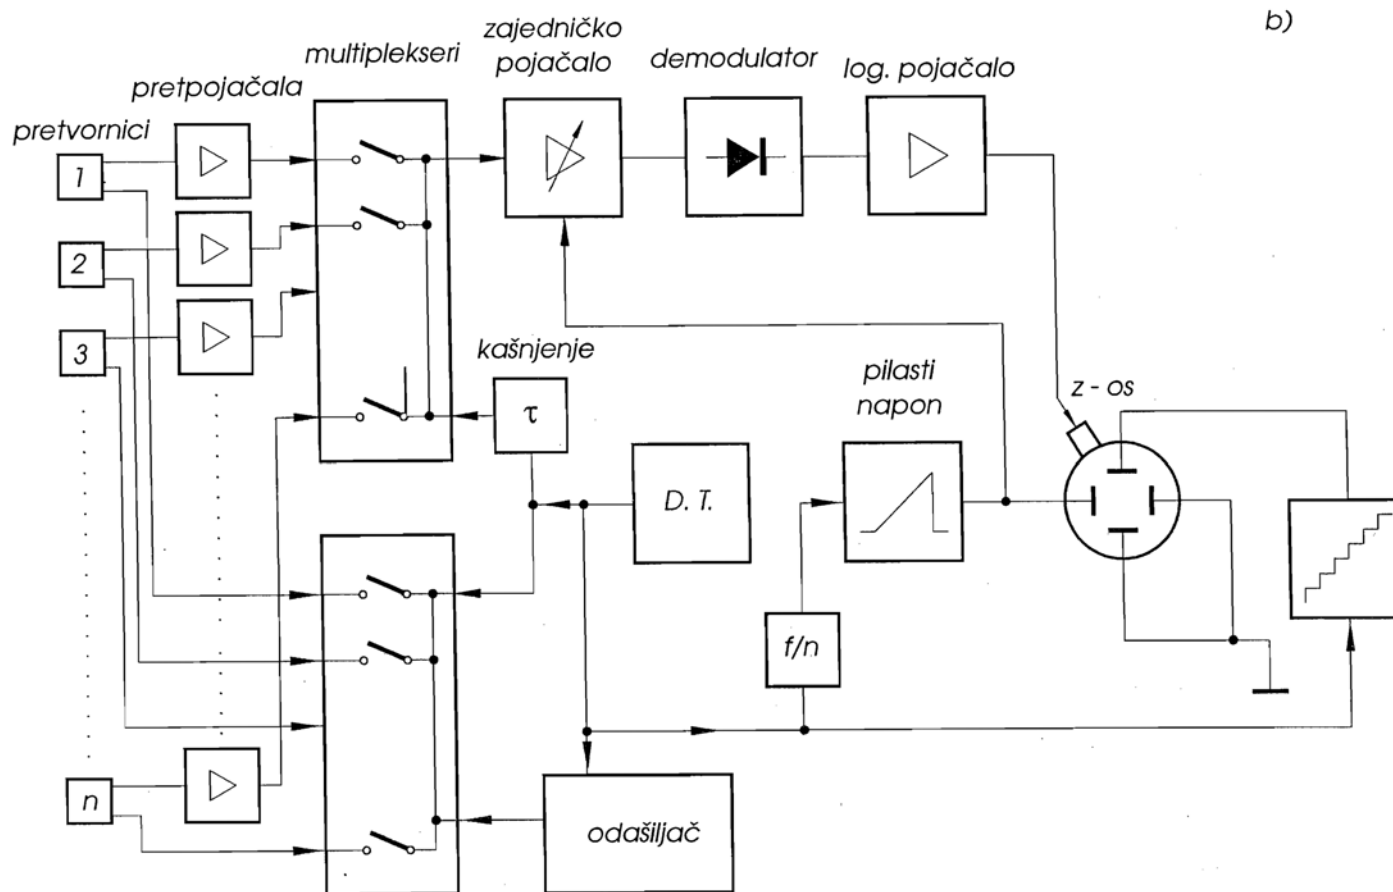 b)
zajedničko
pojačalo
multiplekseri
demodulator
log. pojačalo
pretpojačala
pretvornici
1
2
3
n
kašnjenje
τ
D. T.
pilasti
napon
z - os
f/n
odašiljač